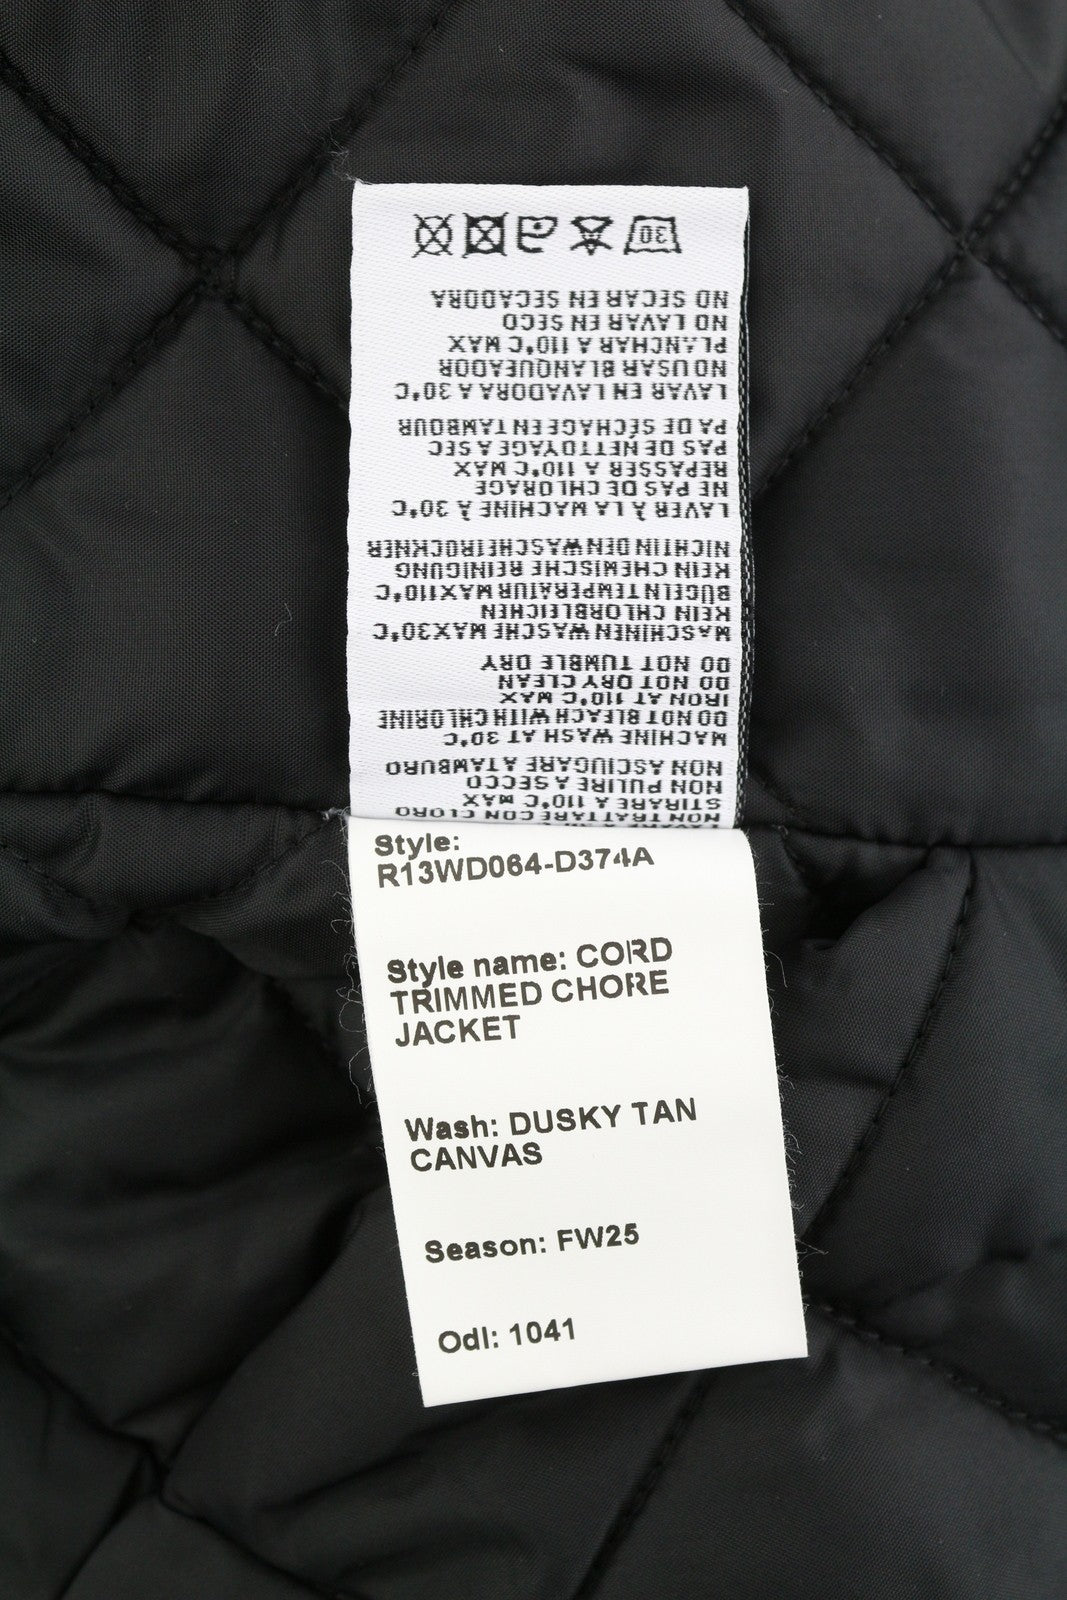 NON TRATTARE CON CLORO
STIRARE A 110°C MAX
NON PULIRE A SECCO
NON ASCIUGARE A TAMBURO
MACHINE WASH AT 30°C
DO NOT BLEACH WITH CHLORINE
IRON AT 110°C MAX
DO NOT DRY CLEAN
DO NOT TUMBLE DRY
MASCHINEN WASCHE MAX30°C
KEIN CHLORBLEICHEN
BÜGELN TEMPERATUR MAX110°C
KEIN CHEMISCHE REINIGUNG
NICHT IN DEN WASCHETROCKNER
LAVER À LA MACHINE À 30°C
NE PAS DE CHLORAGE
REPASSER A 110°C MAX
PAS DE NETTOYAGE A SEC
PA DE SÉCHAGE EN TAMBOUR
LAVAR EN LAVADORA A 30°C
NO USAR BLANQUEADOR
PLANCHAR A 110°C MAX
NO LAVAR EN SECO
NO SECAR EN SECADORA
30
Style:
R13WD064-D374A
Style name: CORD
TRIMMED CHORE
JACKET
Wash: DUSKY TAN
CANVAS
Season: FW25
Odl: 1041